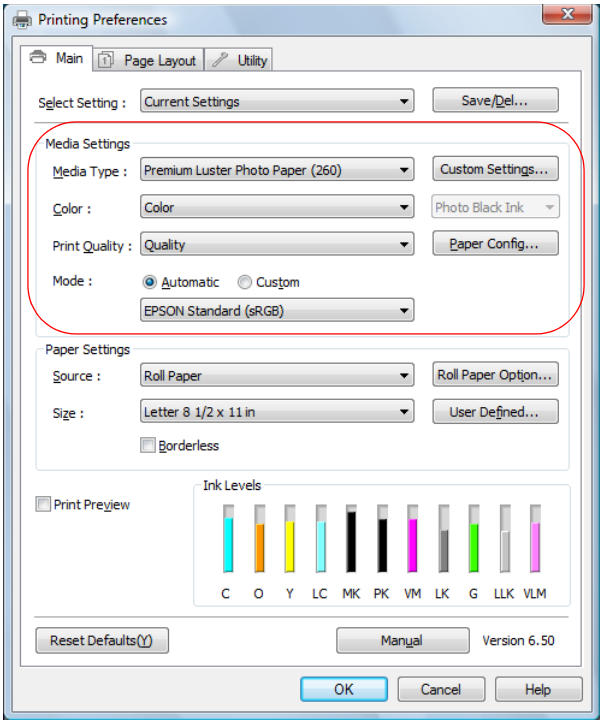 Printing Preferences
Main Page Layout Utility
Select Setting : Current Settings Save/Del...
Media Settings
Media Type : Premium Luster Photo Paper (260) Custom Settings...
Color : Color Photo Black Ink
Print Quality : Quality Paper Config...
Mode : Automatic Custom
EPSON Standard (sRGB)
Paper Settings
Source : Roll Paper Roll Paper Option...
Size : Letter 8 1/2 x 11 in User Defined...
Borderless
Print Preview
Ink Levels
C O Y LC MK PK VM LK G LLK VLM
Reset Defaults(Y) Manual Version 6.50
OK Cancel Help